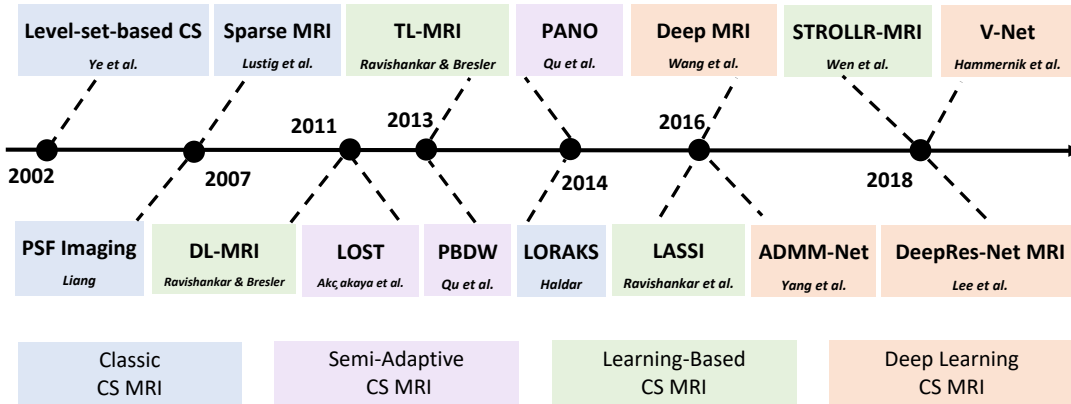 Level-set-based CS
Ye et al.
Sparse MRI
Lustig et al.
TL-MRI
Ravishankar & Bresler
PANO
Qu et al.
Deep MRI
Wang et al.
STROLLR-MRI
Wen et al.
V-Net
Hammernik et al.
2002
2007
2011
2013
2014
2016
2018
PSF Imaging
Liang
DL-MRI
Ravishankar & Bresler
LOST
Akc¸akaya et al.
PBDW
Qu et al.
LORAKS
Haldar
LASSI
Ravishankar et al.
ADMM-Net
Yang et al.
DeepRes-Net MRI
Lee et al.
Classic
CS MRI
Semi-Adaptive
CS MRI
Learning-Based
CS MRI
Deep Learning
CS MRI